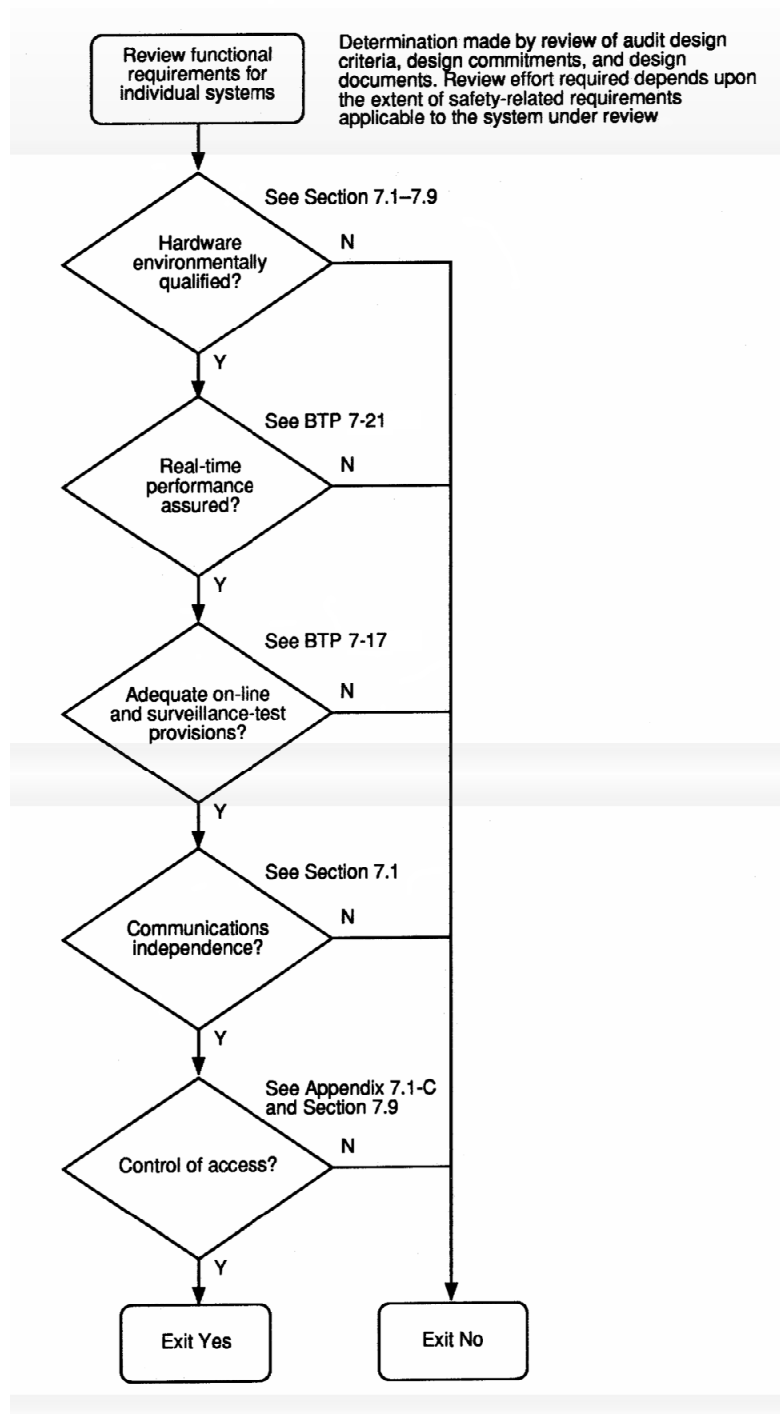 Review functional
requirements for
individual systems
Determination made by review of audit design
criteria, design commitments, and design
documents. Review effort required depends upon
the extent of safety-related requirements
applicable to the system under review
See Section 7.1–7.9
Hardware
environmentally
qualified?
N
Y
See BTP 7-21
Real-time
performance
assured?
N
Y
See BTP 7-17
Adequate on-line
and surveillance-test
provisions?
N
Y
See Section 7.1
Communications
independence?
N
Y
See Appendix 7.1-C
and Section 7.9
Control of access?
N
Y
Exit Yes
Exit No